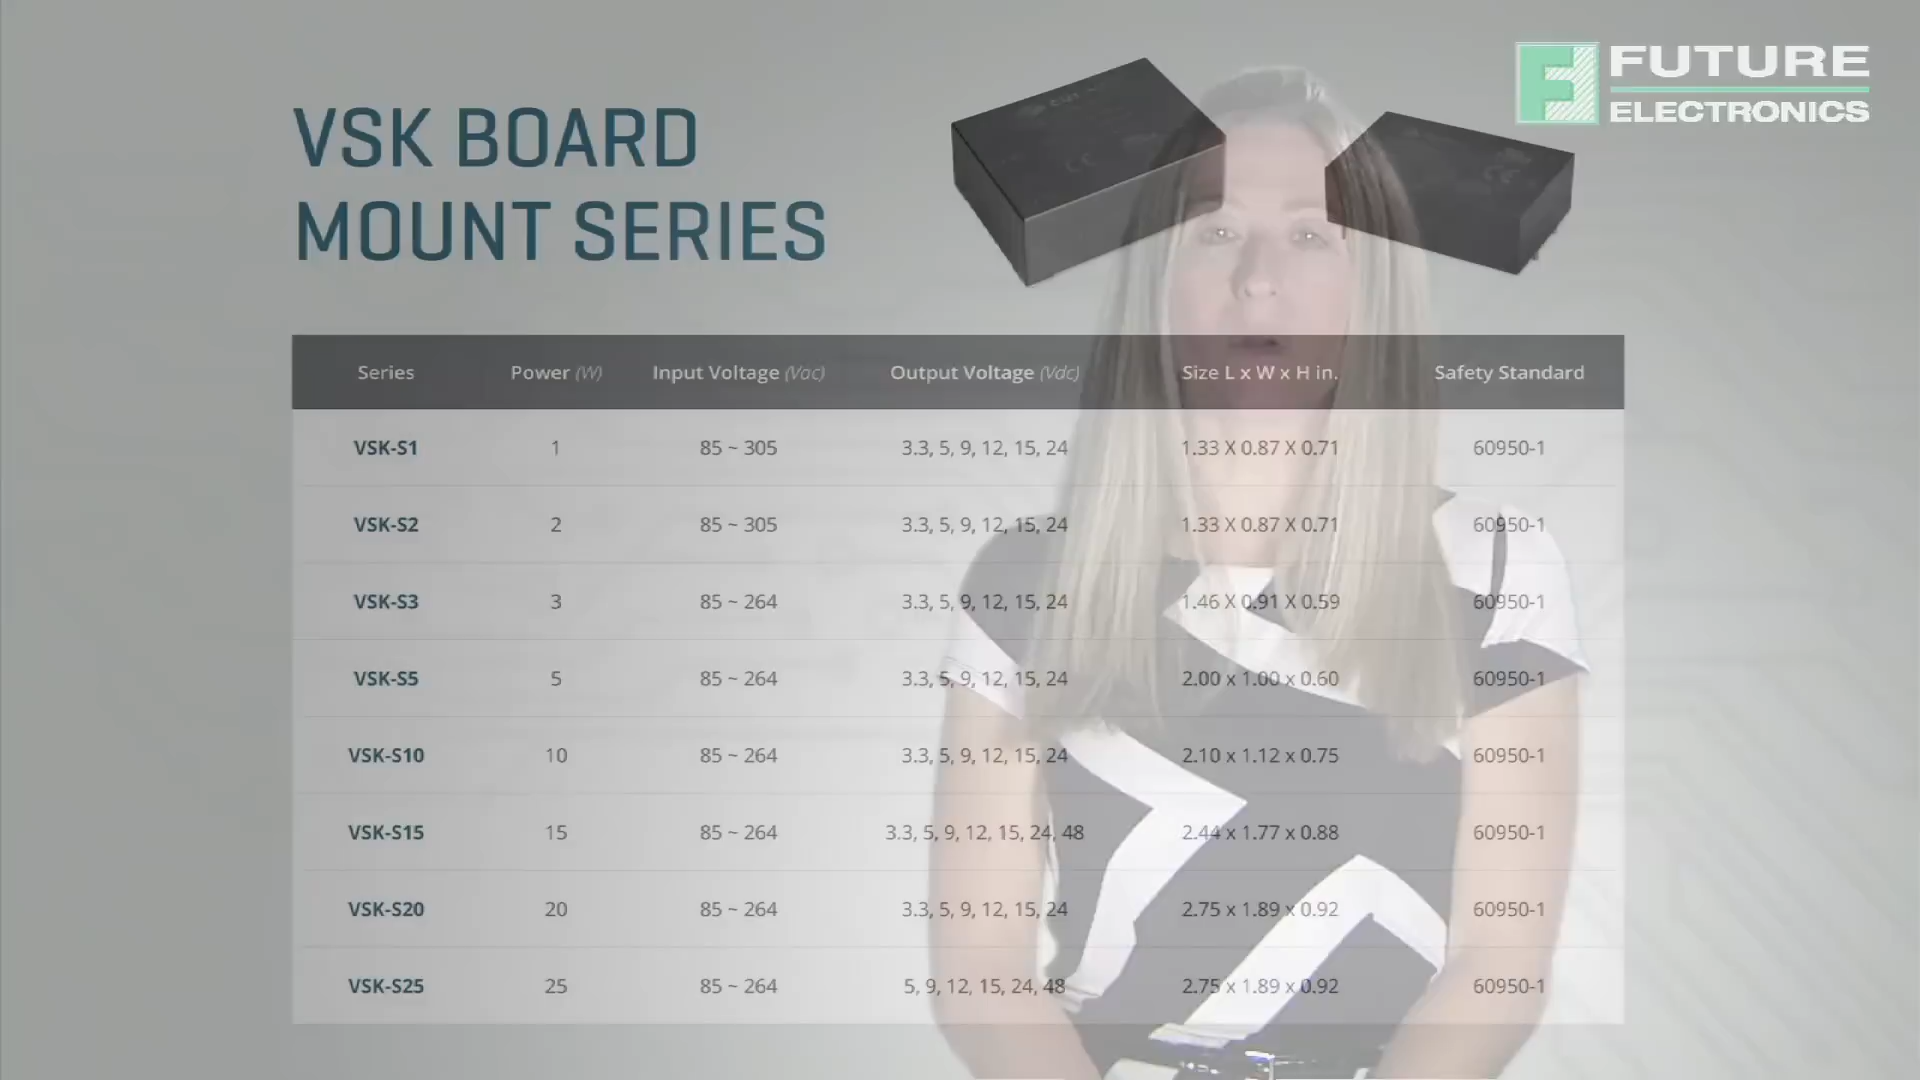 FUTURE
ELECTRONICS
VSK BOARD
MOUNT SERIES
Series Power (W) Input Voltage (Vac) Output Voltage (Vdc) Size L x W x H in. Safety Standard
VSK-S1 1 85 ~ 305 3.3, 5, 9, 12, 15, 24 1.33 X 0.87 X 0.71 60950-1
VSK-S2 2 85 ~ 305 3.3, 5, 9, 12, 15, 24 1.33 X 0.87 X 0.71 60950-1
VSK-S3 3 85 ~ 264 3.3, 5, 9, 12, 15, 24 1.46 X 0.91 X 0.59 60950-1
VSK-S5 5 85 ~ 264 3.3, 5, 9, 12, 15, 24 2.00 x 1.00 x 0.60 60950-1
VSK-S10 10 85 ~ 264 3.3, 5, 9, 12, 15, 24 2.10 x 1.12 x 0.75 60950-1
VSK-S15 15 85 ~ 264 3.3, 5, 9, 12, 15, 24, 48 2.44 x 1.77 x 0.88 60950-1
VSK-S20 20 85 ~ 264 3.3, 5, 9, 12, 15, 24 2.75 x 1.89 x 0.92 60950-1
VSK-S25 25 85 ~ 264 5, 9, 12, 15, 24, 48 2.75 x 1.89 x 0.92 60950-1